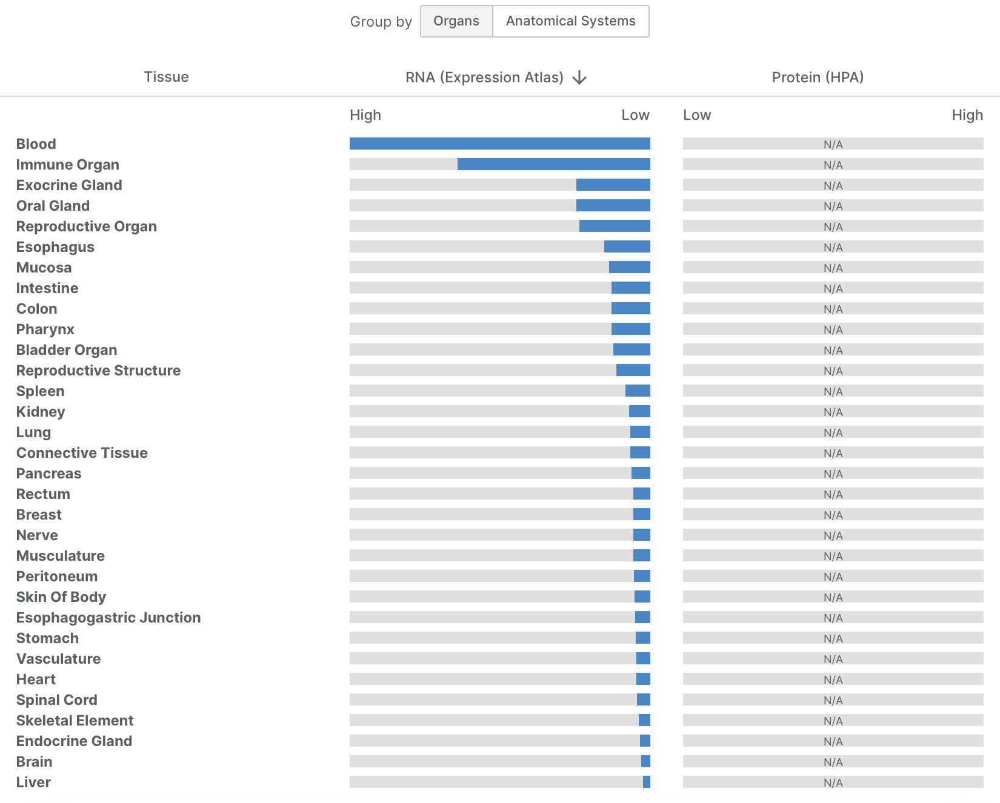 Group by Organs Anatomical Systems
Tissue RNA (Expression Atlas) Protein (HPA)
High Low Low High
Blood N/A
Immune Organ N/A
Exocrine Gland N/A
Oral Gland N/A
Reproductive Organ N/A
Esophagus N/A
Mucosa N/A
Intestine N/A
Colon N/A
Pharynx N/A
Bladder Organ N/A
Reproductive Structure N/A
Spleen N/A
Kidney N/A
Lung N/A
Connective Tissue N/A
Pancreas N/A
Rectum N/A
Breast N/A
Nerve N/A
Musculature N/A
Peritoneum N/A
Skin Of Body N/A
Esophagogastric Junction N/A
Stomach N/A
Vasculature N/A
Heart N/A
Spinal Cord N/A
Skeletal Element N/A
Endocrine Gland N/A
Brain N/A
Liver N/A